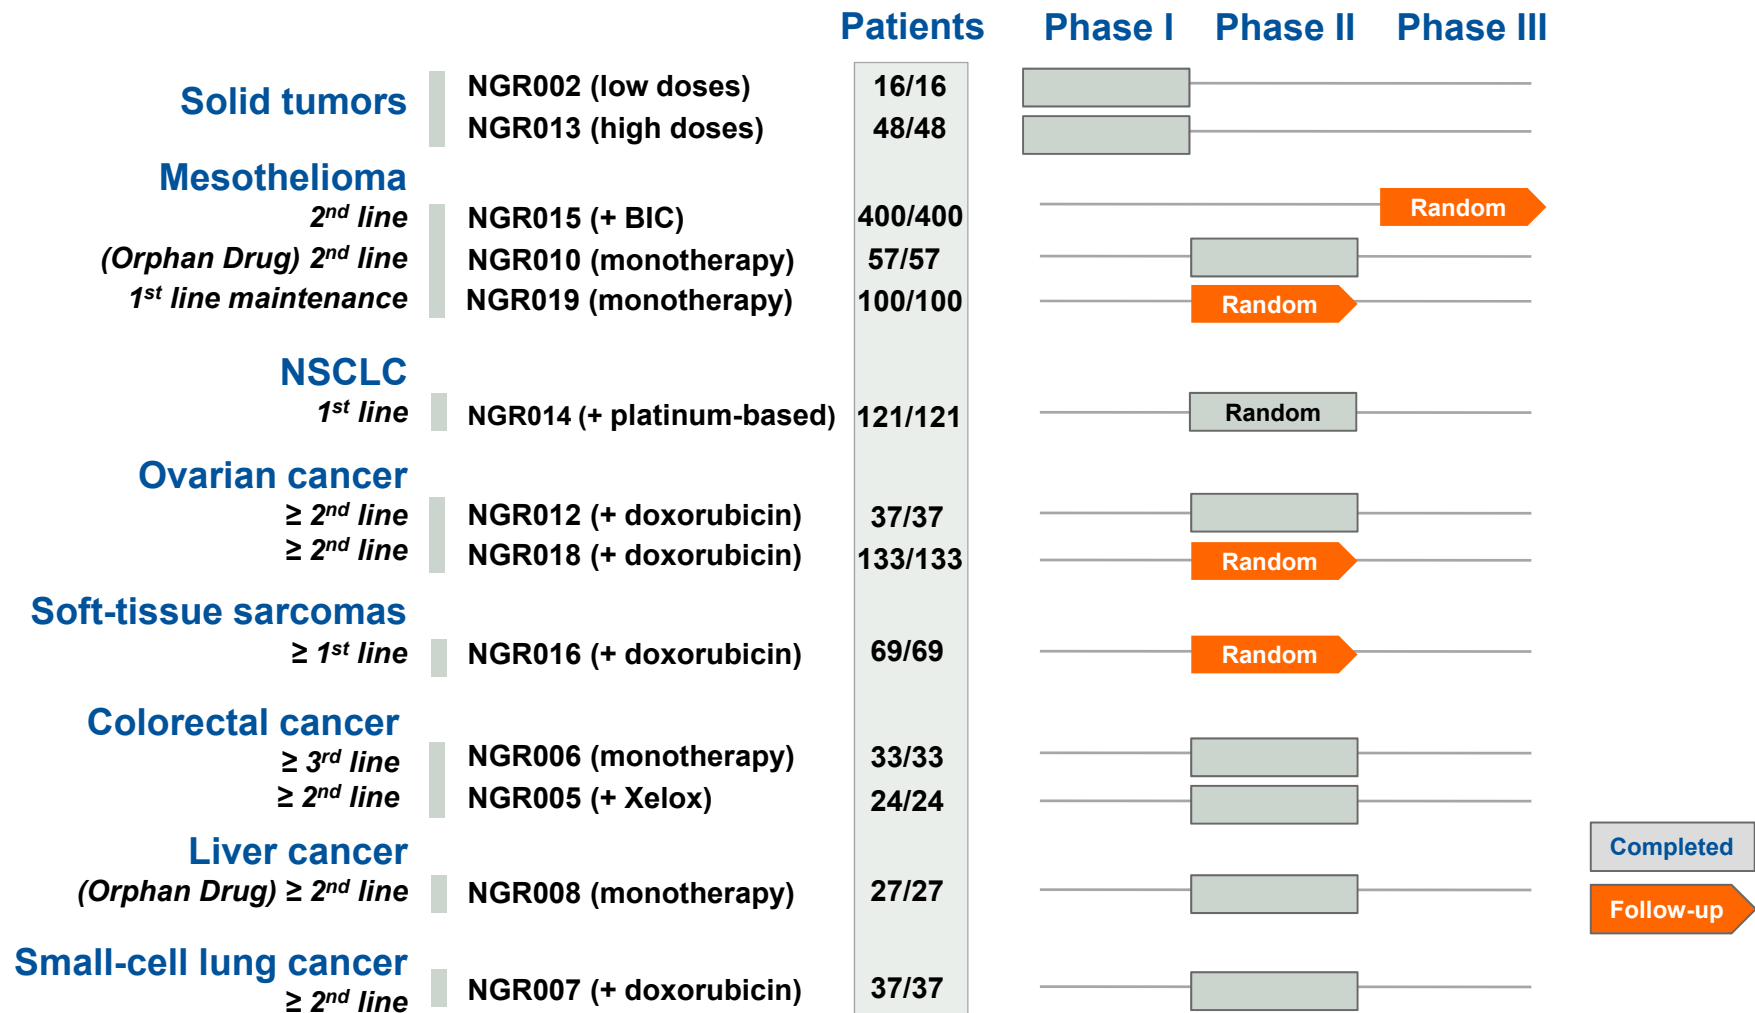 Patients Phase I Phase II Phase III
Solid tumors
NGR002 (low doses) 16/16
NGR013 (high doses) 48/48
Mesothelioma
2nd line NGR015 (+ BIC) 400/400 Random
(Orphan Drug) 2nd line NGR010 (monotherapy) 57/57
1st line maintenance NGR019 (monotherapy) 100/100 Random
NSCLC
1st line NGR014 (+ platinum-based) 121/121 Random
Ovarian cancer
≥ 2nd line NGR012 (+ doxorubicin) 37/37
≥ 2nd line NGR018 (+ doxorubicin) 133/133 Random
Soft-tissue sarcomas
≥ 1st line NGR016 (+ doxorubicin) 69/69 Random
Colorectal cancer
≥ 3rd line NGR006 (monotherapy) 33/33
≥ 2nd line NGR005 (+ Xelox) 24/24
Liver cancer
(Orphan Drug) ≥ 2nd line NGR008 (monotherapy) 27/27
Small-cell lung cancer
≥ 2nd line NGR007 (+ doxorubicin) 37/37
Completed
Follow-up